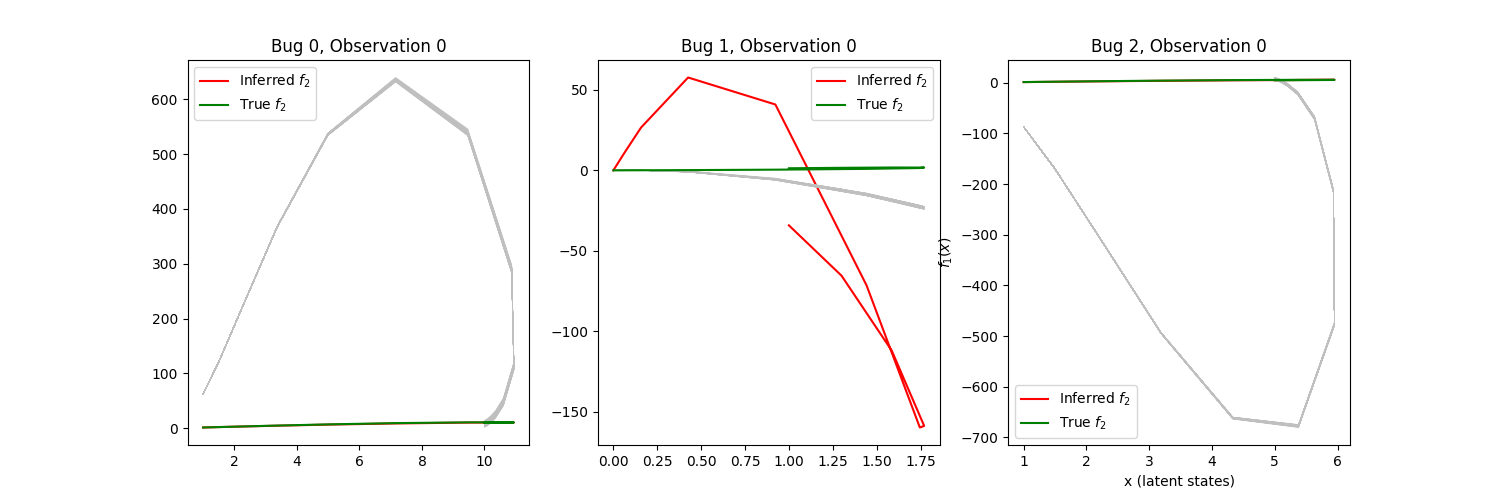 Bug 0, Observation 0
Inferred f₂
True f₂
600
500
400
300
200
100
0
2 4 6 8 10
Bug 1, Observation 0
Inferred f₂
True f₂
50
0
−50
−100
−150
0.00 0.25 0.50 0.75 1.00 1.25 1.50 1.75
Bug 2, Observation 0
f₁(x)
0
−100
−200
−300
−400
−500
−600
−700
Inferred f₂
True f₂
1 2 3 4 5 6
x (latent states)